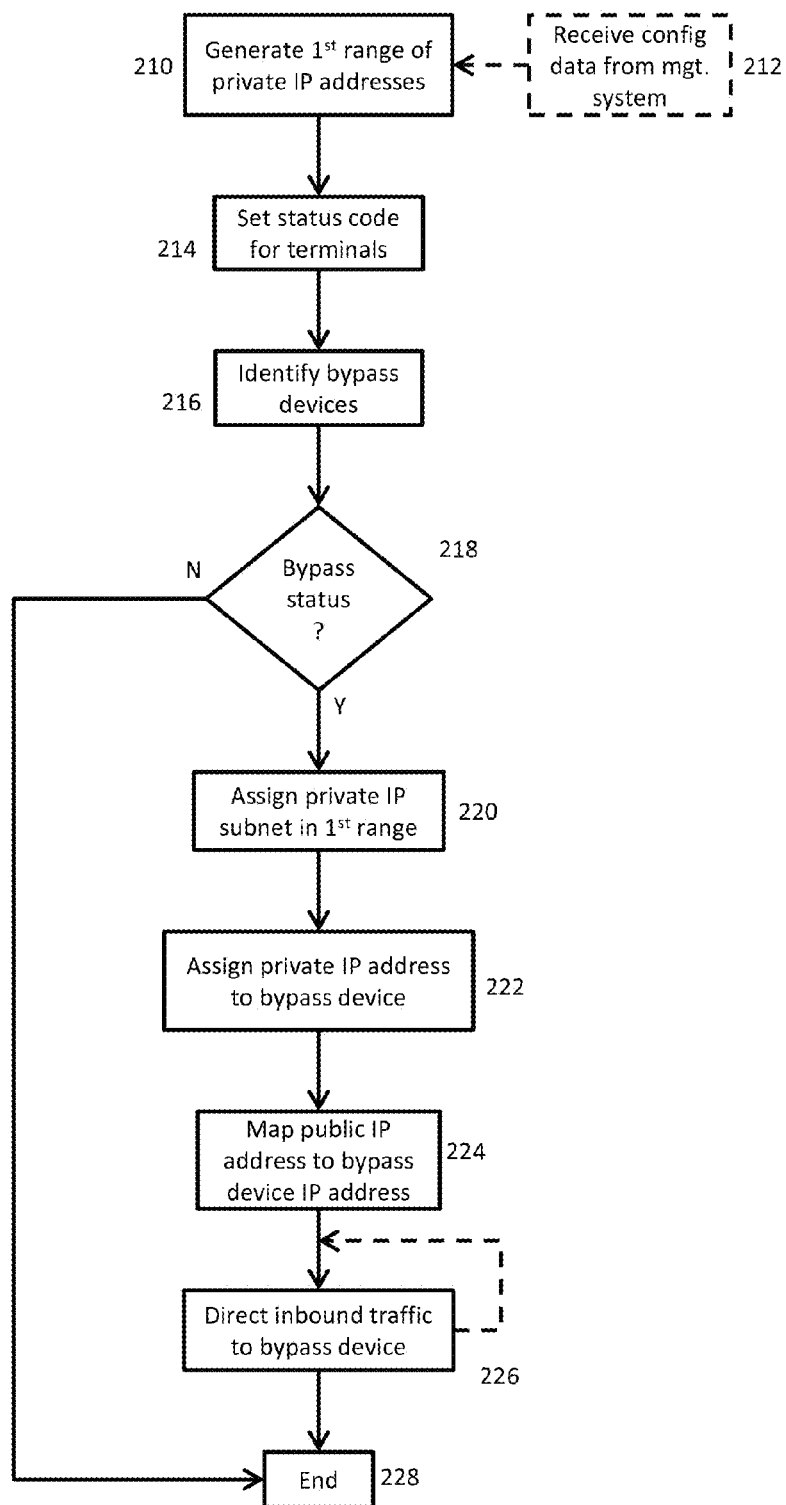 210
Generate 1st range of
private IP addresses
Receive config
data from mgt.
system
212
214
Set status code
for terminals
216
Identify bypass
devices
218
N
Bypass
status
?
Y
Assign private IP
subnet in 1st range
220
Assign private IP address
to bypass device
222
Map public IP
address to bypass
device IP address
224
Direct inbound traffic
to bypass device
226
End
228